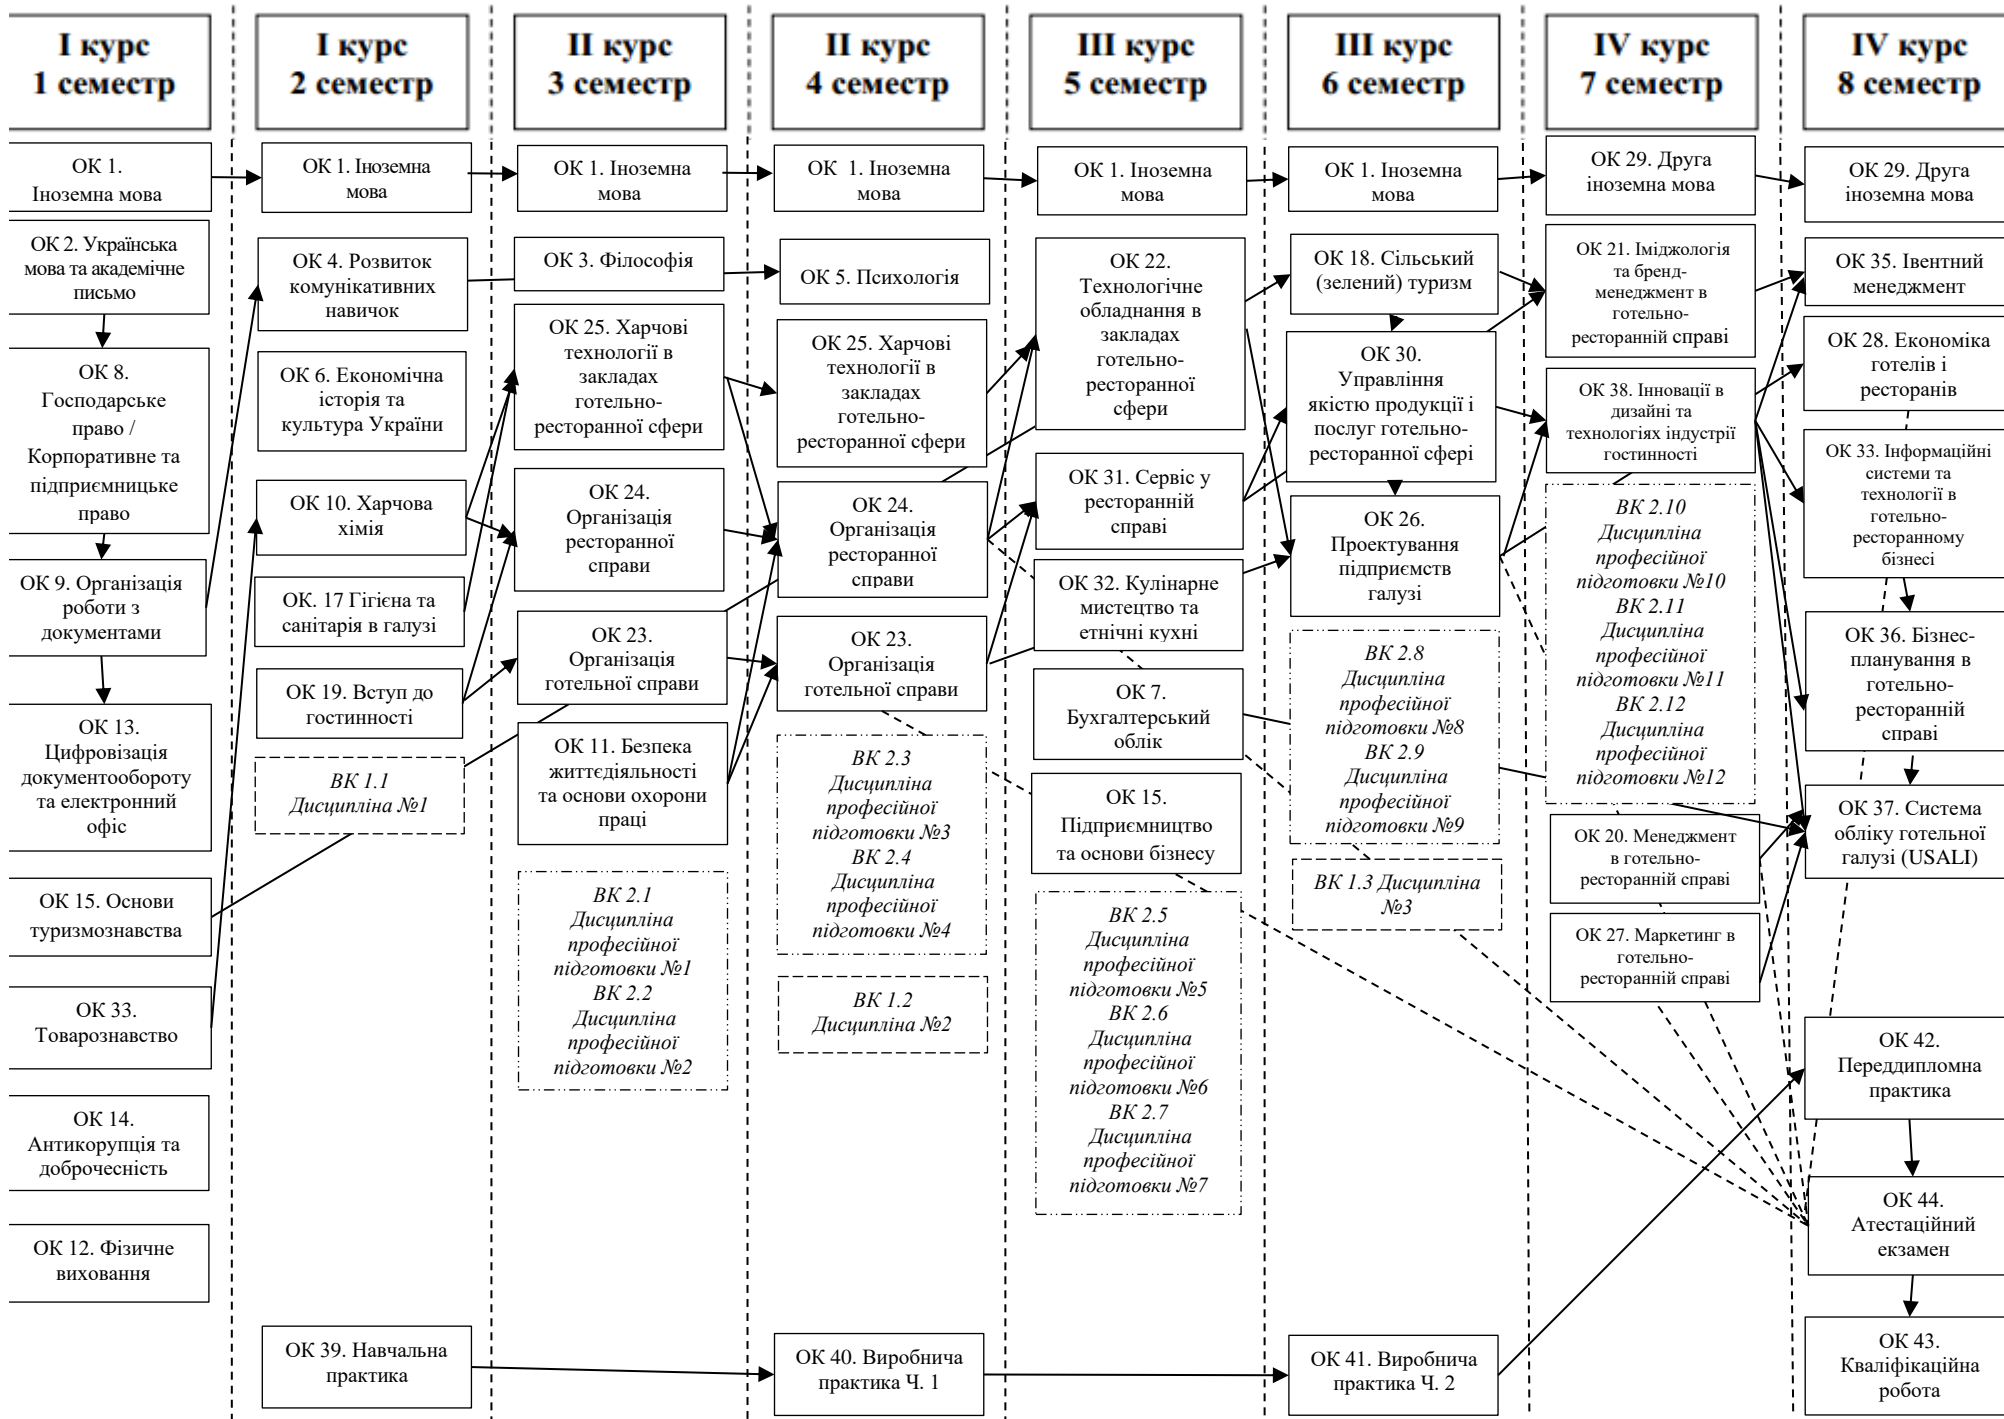 І курс
1 семестр
І курс
2 семестр
ІІ курс
3 семестр
ІІ курс
4 семестр
ІІІ курс
5 семестр
ІІІ курс
6 семестр
IV курс
7 семестр
IV курс
8 семестр
ОК 1.
Іноземна мова
ОК 2. Українська
мова та академічне
письмо
ОК 8.
Господарське
право /
Корпоративне та
підприємницьке
право
ОК 9. Організація
роботи з
документами
ОК 13.
Цифровізація
документообороту
та електронний
офіс
ОК 15. Основи
туризмознавства
ОК 33.
Товарознавство
ОК 14.
Антикорупція та
доброчесність
ОК 12. Фізичне
виховання
ОК 1. Іноземна
мова
ОК 4. Розвиток
комунікативних
навичок
ОК 6. Економічна
історія та
культура України
ОК 10. Харчова
хімія
ОК. 17 Гігієна та
санітарія в галузі
ОК 19. Вступ до
гостинності
ВК 1.1
Дисципліна №1
ОК 39. Навчальна
практика
ОК 1. Іноземна
мова
ОК 3. Філософія
ОК 25. Харчові
технології в
закладах
готельно-
ресторанної сфери
ОК 24.
Організація
ресторанної
справи
ОК 23.
Організація
готельної справи
ОК 11. Безпека
життєдіяльності
та основи охорони
праці
ВК 2.1
Дисципліна
професійної
підготовки №1
ВК 2.2
Дисципліна
професійної
підготовки №2
ОК  1. Іноземна
мова
ОК 5. Психологія
ОК 25. Харчові
технології в
закладах
готельно-
ресторанної сфери
ОК 24.
Організація
ресторанної
справи
ОК 23.
Організація
готельної справи
ВК 2.3
Дисципліна
професійної
підготовки №3
ВК 2.4
Дисципліна
професійної
підготовки №4
ВК 1.2
Дисципліна №2
ОК 40. Виробнича
практика Ч. 1
ОК 1. Іноземна
мова
ОК 22.
Технологічне
обладнання в
закладах
готельно-
ресторанної
сфери
ОК 31. Сервіс у
ресторанній
справі
ОК 32. Кулінарне
мистецтво та
етнічні кухні
ОК 7.
Бухгалтерський
облік
ОК 15.
Підприємництво
та основи бізнесу
ВК 2.5
Дисципліна
професійної
підготовки №5
ВК 2.6
Дисципліна
професійної
підготовки №6
ВК 2.7
Дисципліна
професійної
підготовки №7
ОК 1. Іноземна
мова
ОК 18. Сільський
(зелений) туризм
ОК 30.
Управління
якістю продукції і
послуг готельно-
ресторанної сфері
ОК 26.
Проектування
підприємств
галузі
ВК 2.8
Дисципліна
професійної
підготовки №8
ВК 2.9
Дисципліна
професійної
підготовки №9
ВК 1.3 Дисципліна
№3
ОК 41. Виробнича
практика Ч. 2
ОК 29. Друга
іноземна мова
ОК 21. Іміджологія
та бренд-
менеджмент в
готельно-
ресторанній справі
ОК 38. Інновації в
дизайні та
технологіях індустрії
гостинності
ВК 2.10
Дисципліна
професійної
підготовки №10
ВК 2.11
Дисципліна
професійної
підготовки №11
ВК 2.12
Дисципліна
професійної
підготовки №12
ОК 20. Менеджмент
в готельно-
ресторанній справі
ОК 27. Маркетинг в
готельно-
ресторанній справі
ОК 29. Друга
іноземна мова
ОК 35. Івентний
менеджмент
ОК 28. Економіка
готелів і
ресторанів
ОК 33. Інформаційні
системи та
технології в
готельно-
ресторанному
бізнесі
ОК 36. Бізнес-
планування в
готельно-
ресторанній
справі
ОК 37. Система
обліку готельної
галузі (USALI)
ОК 42.
Переддипломна
практика
ОК 44.
Атестаційний
екзамен
ОК 43.
Кваліфікаційна
робота